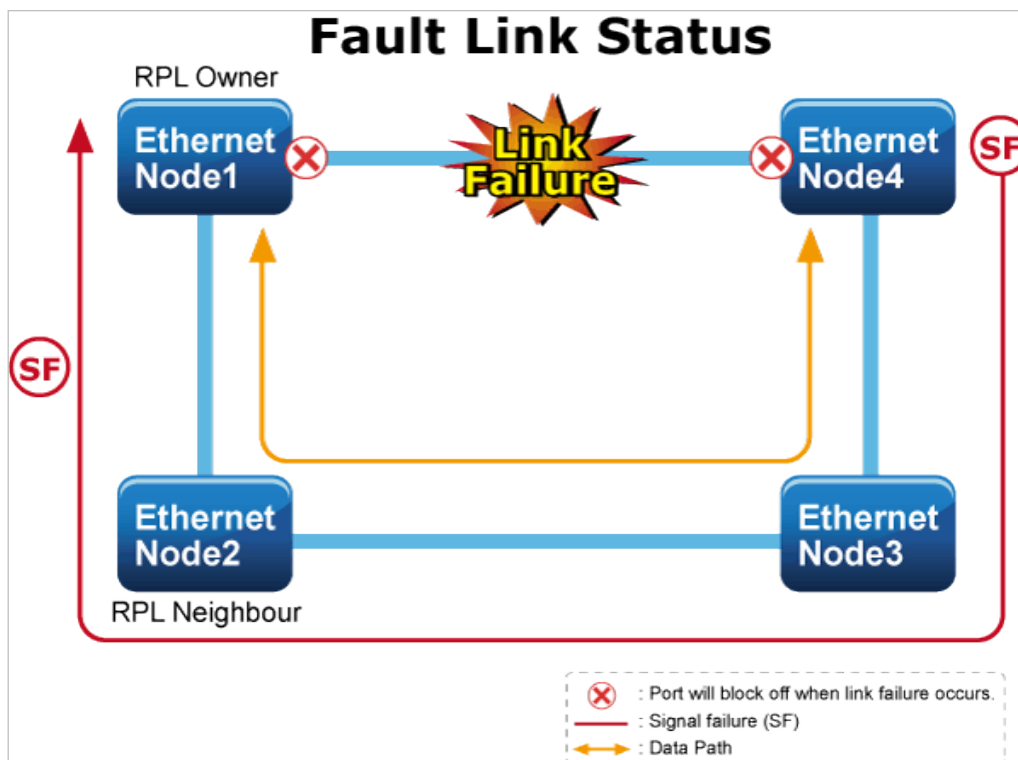 Fault Link Status
RPL Owner
Ethernet
Node1
Link
Failure
Ethernet
Node4
SF
SF
Ethernet
Node2
Ethernet
Node3
RPL Neighbour
: Port will block off when link failure occurs.
: Signal failure (SF)
: Data Path